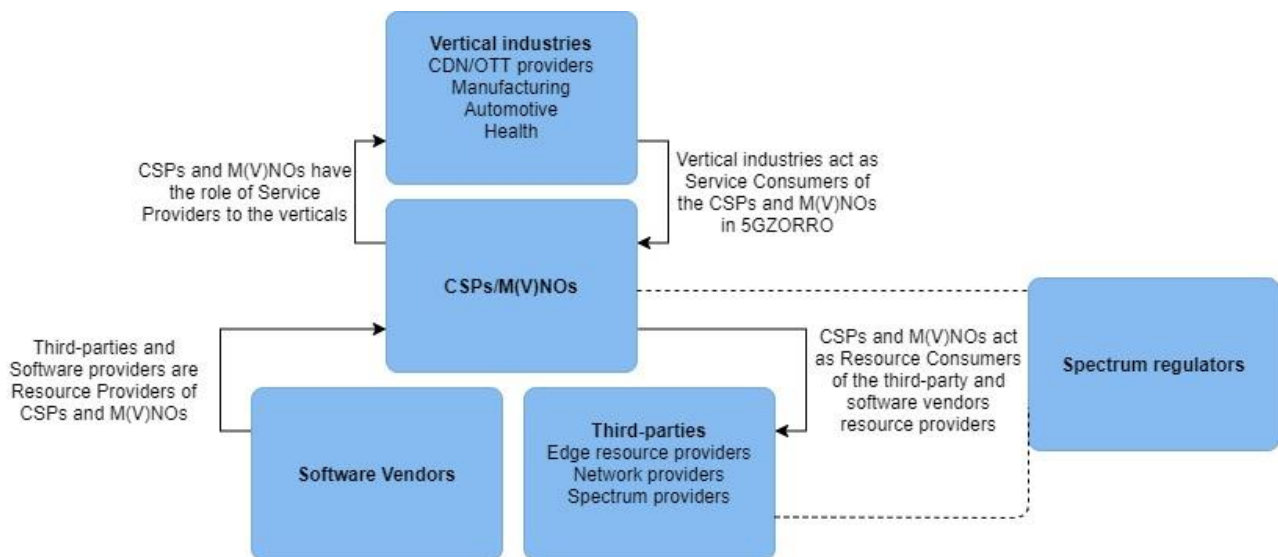 Vertical industries
CDN/OTT providers
Manufacturing
Automotive
Health
CSPs and M(V)NOs have
the role of Service
Providers to the verticals
Vertical industries act as
Service Consumers of
the CSPs and M(V)NOs
in 5GZORRO
CSPs/M(V)NOs
Third-parties and
Software providers are
Resource Providers of
CSPs and M(V)NOs
CSPs and M(V)NOs act
as Resource Consumers
of the third-party and
software vendors
resource providers
Spectrum regulators
Software Vendors
Third-parties
Edge resource providers
Network providers
Spectrum providers